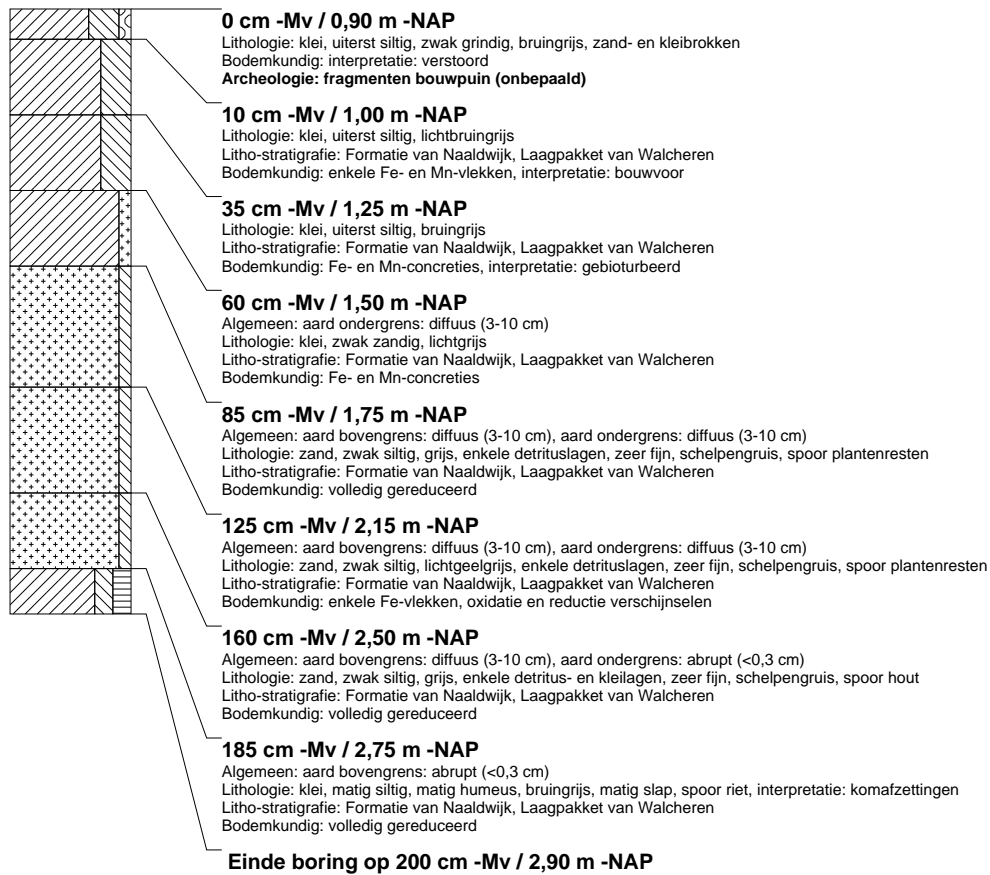 0 cm -Mv / 0,90 m -NAP
Lithologie: klei, uiterst siltig, zwak grindig, bruingrijs, zand- en kleibrokken
Bodemkundig: interpretatie: verstoord
Archeologie: fragmenten bouwpuin (onbepaald)
10 cm -Mv / 1,00 m -NAP
Lithologie: klei, uiterst siltig, lichtbruingrijs
Litho-stratigrafie: Formatie van Naaldwijk, Laagpakket van Walcheren
Bodemkundig: enkele Fe- en Mn-vlekken, interpretatie: bouwvoor
35 cm -Mv / 1,25 m -NAP
Lithologie: klei, uiterst siltig, bruingrijs
Litho-stratigrafie: Formatie van Naaldwijk, Laagpakket van Walcheren
Bodemkundig: Fe- en Mn-concreties, interpretatie: gebioturbeerd
60 cm -Mv / 1,50 m -NAP
Algemeen: aard ondergrens: diffuus (3-10 cm)
Lithologie: klei, zwak zandig, lichtgrijs
Litho-stratigrafie: Formatie van Naaldwijk, Laagpakket van Walcheren
Bodemkundig: Fe- en Mn-concreties
85 cm -Mv / 1,75 m -NAP
Algemeen: aard bovengrens: diffuus (3-10 cm), aard ondergrens: diffuus (3-10 cm)
Lithologie: zand, zwak siltig, grijs, enkele detrituslagen, zeer fijn, schelpengruis, spoor plantenresten
Litho-stratigrafie: Formatie van Naaldwijk, Laagpakket van Walcheren
Bodemkundig: volledig gereduceerd
125 cm -Mv / 2,15 m -NAP
Algemeen: aard bovengrens: diffuus (3-10 cm), aard ondergrens: diffuus (3-10 cm)
Lithologie: zand, zwak siltig, lichtgeelgrijs, enkele detrituslagen, zeer fijn, schelpengruis, spoor plantenresten
Litho-stratigrafie: Formatie van Naaldwijk, Laagpakket van Walcheren
Bodemkundig: enkele Fe-vlekken, oxidatie en reductie verschijnselen
160 cm -Mv / 2,50 m -NAP
Algemeen: aard bovengrens: diffuus (3-10 cm), aard ondergrens: abrupt (<0,3 cm)
Lithologie: zand, zwak siltig, grijs, enkele detritus- en kleilagen, zeer fijn, schelpengruis, spoor hout
Litho-stratigrafie: Formatie van Naaldwijk, Laagpakket van Walcheren
Bodemkundig: volledig gereduceerd
185 cm -Mv / 2,75 m -NAP
Algemeen: aard bovengrens: abrupt (<0,3 cm)
Lithologie: klei, matig siltig, matig humeus, bruingrijs, matig slap, spoor riet, interpretatie: komafzettingen
Litho-stratigrafie: Formatie van Naaldwijk, Laagpakket van Walcheren
Bodemkundig: volledig gereduceerd
Einde boring op 200 cm -Mv / 2,90 m -NAP